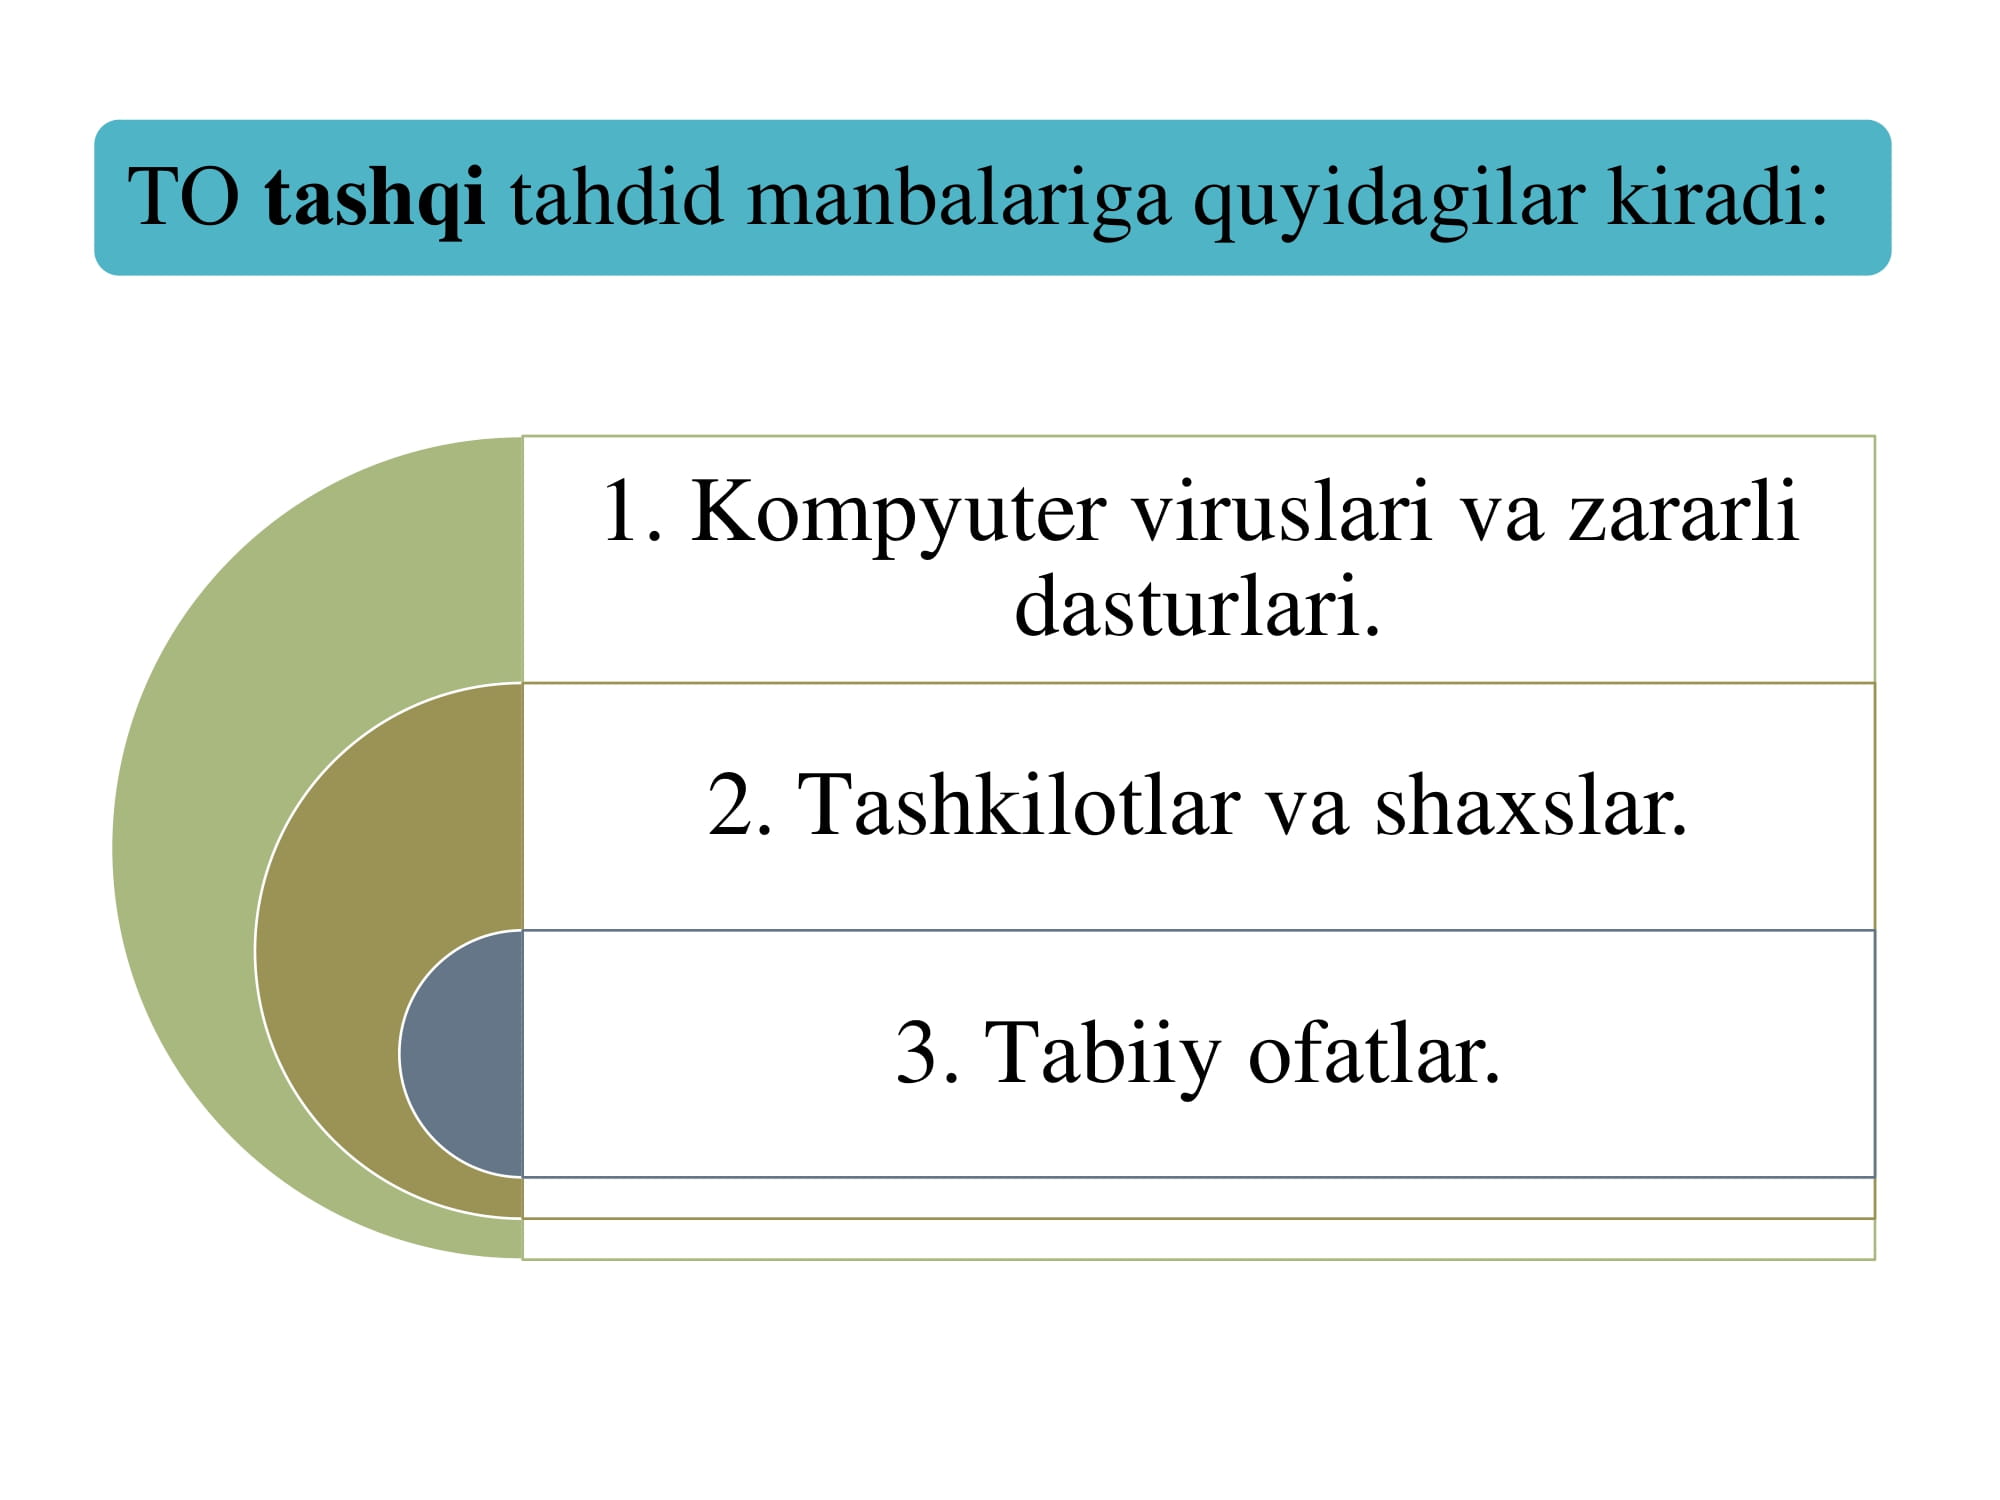 TO tashqi tahdid manbalariga quyidagilar kiradi:
1. Kompyuter viruslari va zararli
dasturlari.
2. Tashkilotlar va shaxslar.
3. Tabiiy ofatlar.